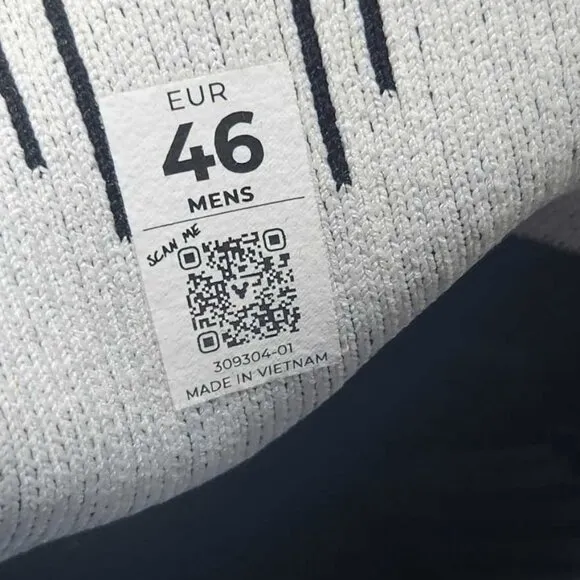 EUR
46
MENS
SCAN ME
309304-01
MADE IN VIETNAM